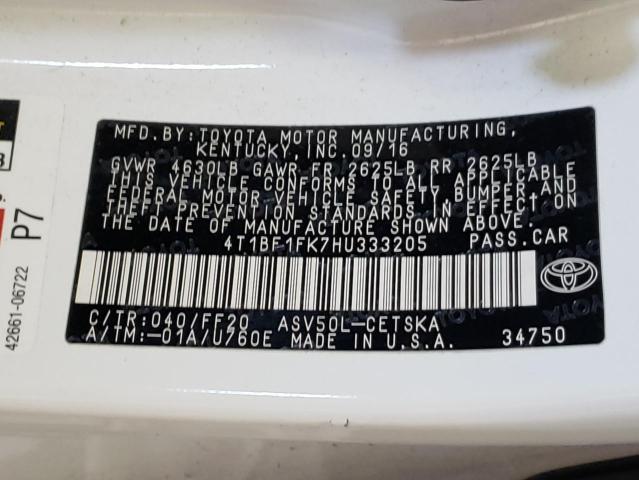 MFD. BY: TOYOTA MOTOR MANUFACTURING,
KENTUCKY, INC. 09/16
GVWR 4630LB GAWR FR 2625LB RR 2625LB
THIS VEHICLE CONFORMS TO ALL APPLICABLE
FEDERAL MOTOR VEHICLE SAFETY, BUMPER, AND
THEFT PREVENTION STANDARDS IN EFFECT ON
THE DATE OF MANUFACTURE SHOWN ABOVE.
4T1BF1FK7HU333205 PASS.CAR
C/TR:040/FF20 ASV50L-CETSKA
A/TM:-01A/U760E MADE IN U.S.A. 34750
TOYOTA
P7
42661-06722